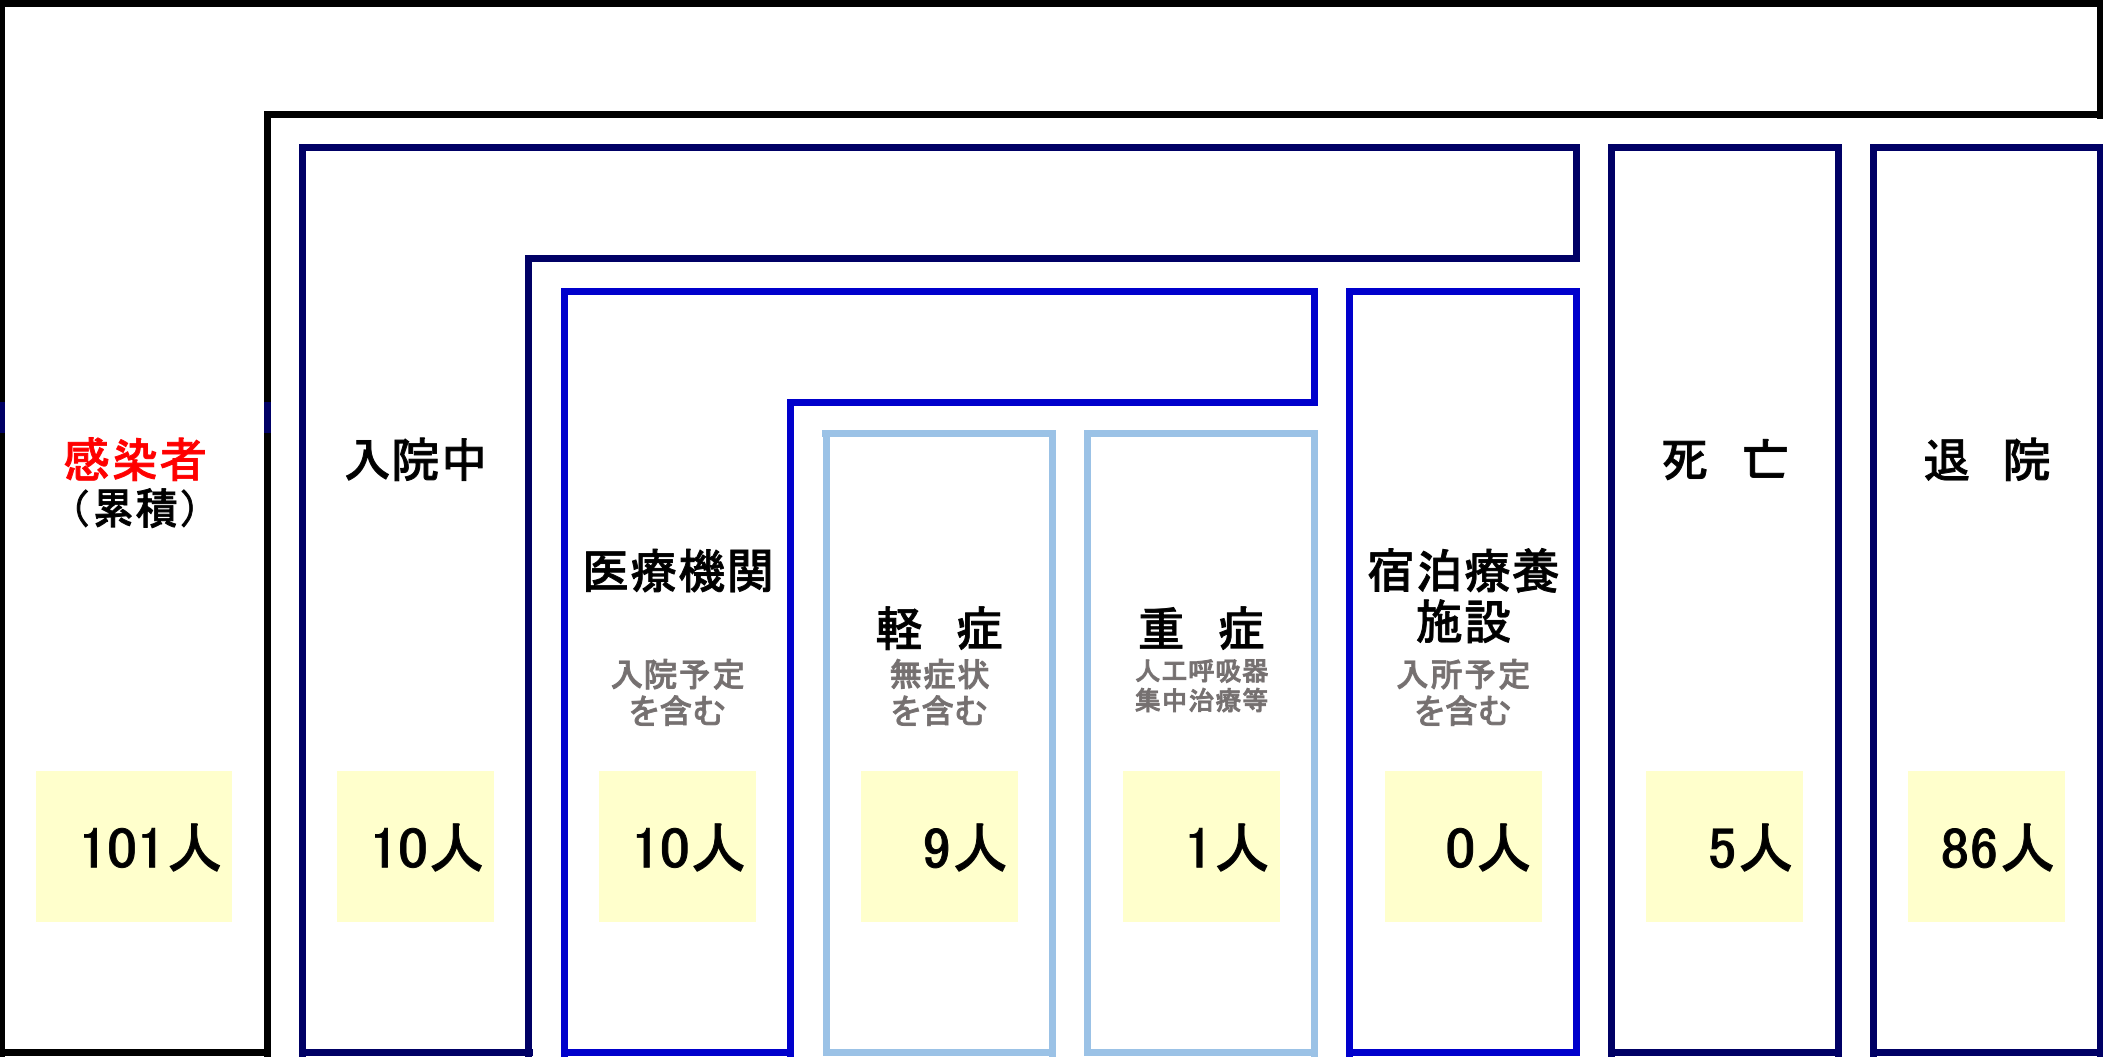 感染者
（累積）
101人
入院中
10人
医療機関
入院予定
を含む
10人
軽　症
無症状
を含む
9人
重　症
人工呼吸器
集中治療等
1人
宿泊療養
施設
入所予定
を含む
0人
死　亡
5人
退　院
86人